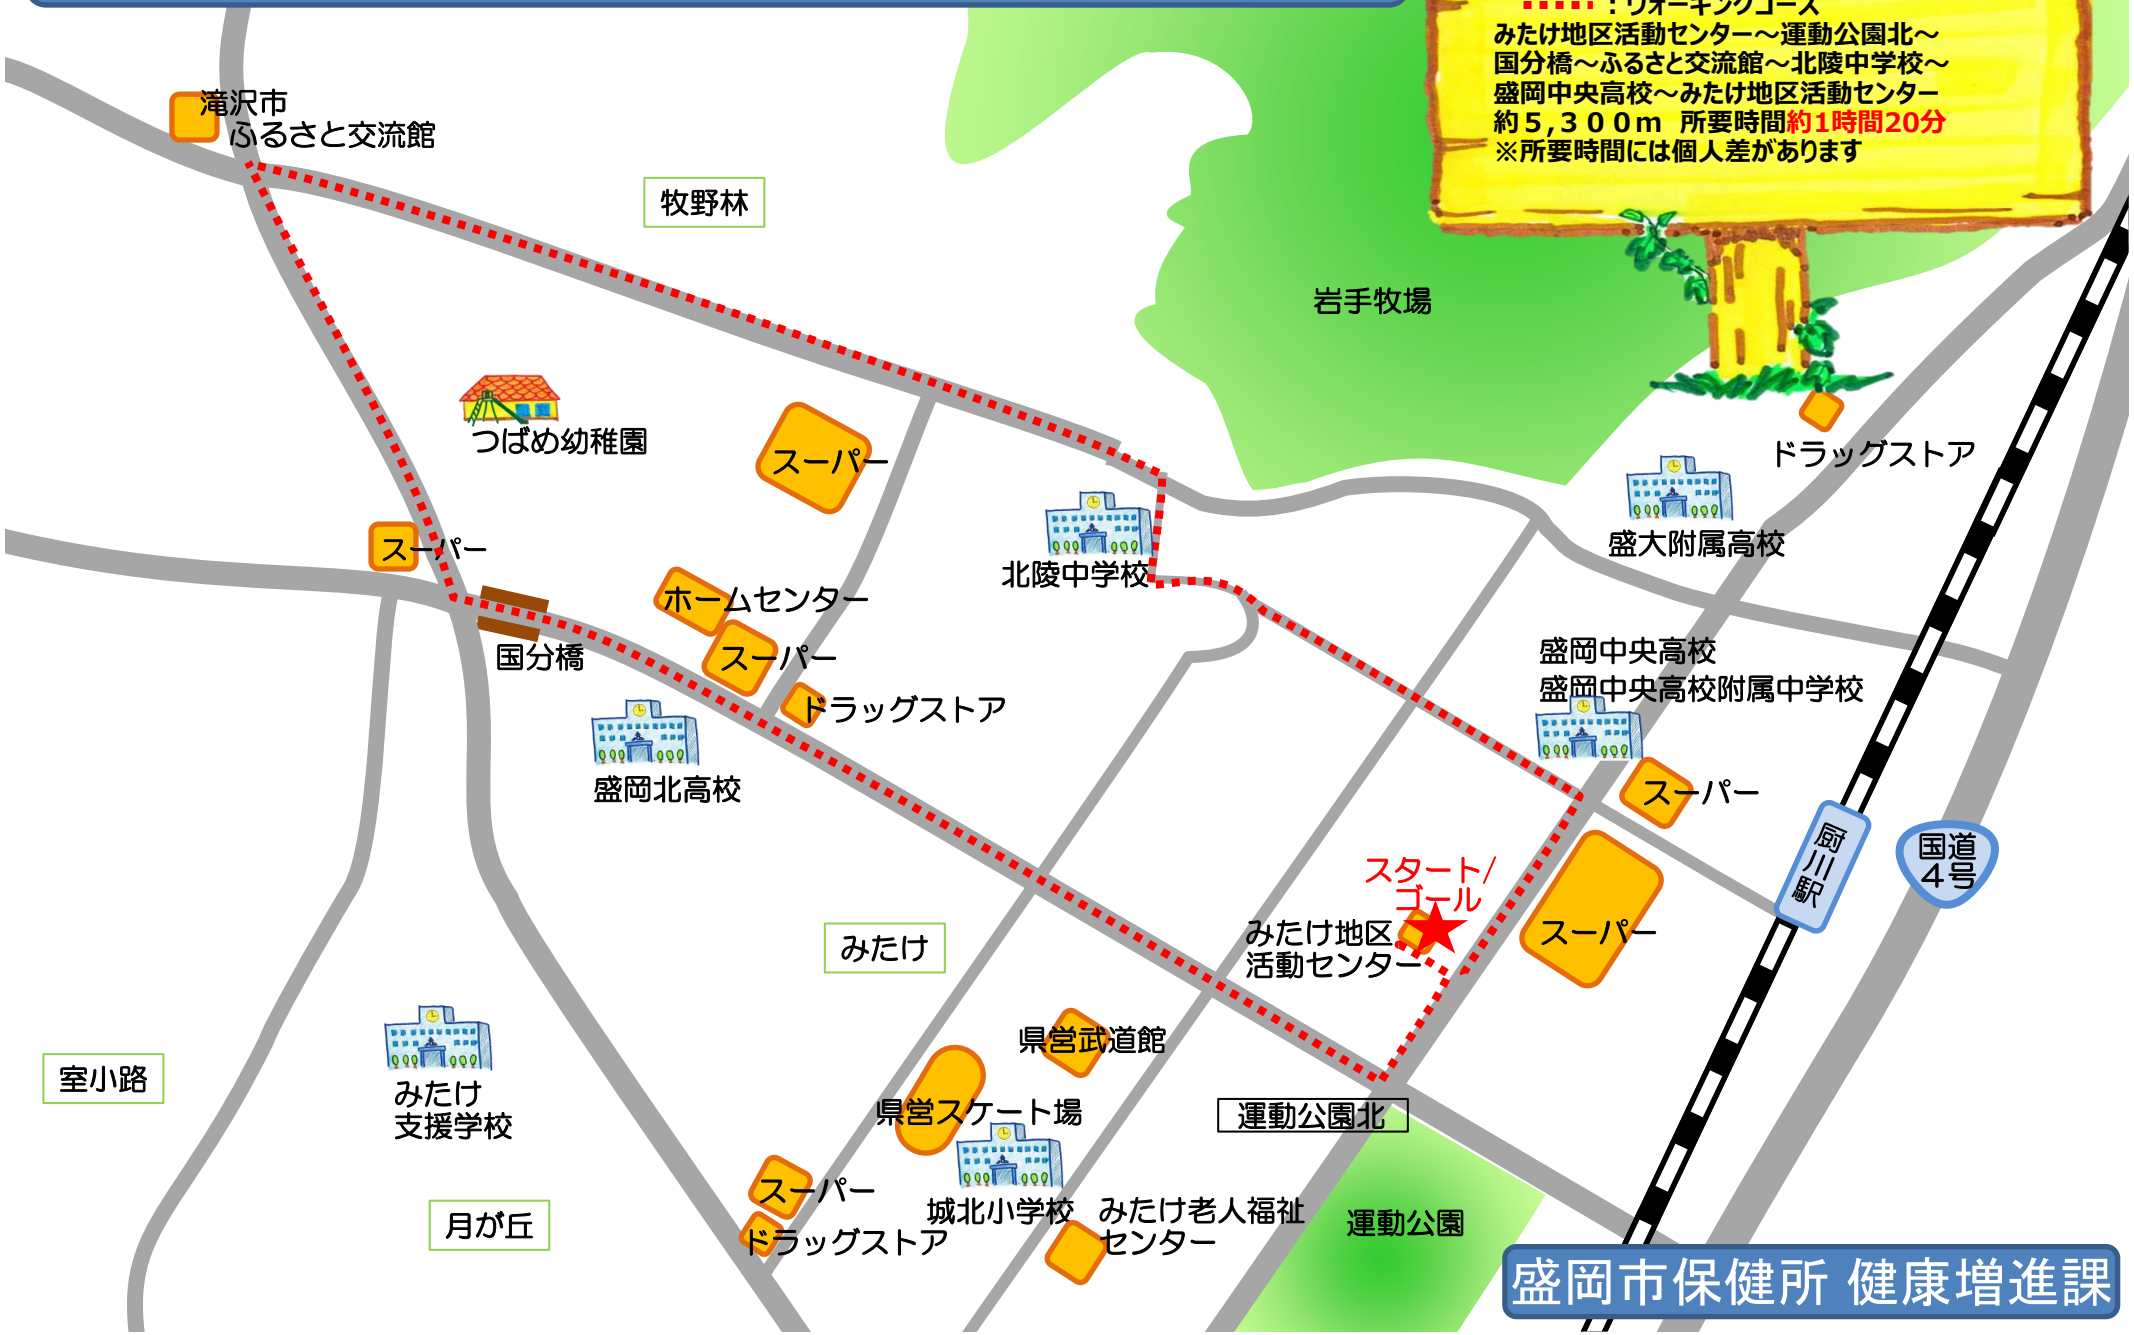 ：ウォーキングコース
みたけ地区活動センター～運動公園北～
国分橋～ふるさと交流館～北陵中学校～
盛岡中央高校～みたけ地区活動センター
約５,３００ｍ 所要時間約1時間20分
※所要時間には個人差があります
滝沢市
ふるさと交流館
牧野林
岩手牧場
つばめ幼稚園
スーパー
ドラッグストア
盛大附属高校
スーパー
北陵中学校
ホームセンター
スーパー
国分橋
ドラッグストア
盛岡中央高校
盛岡中央高校附属中学校
盛岡北高校
スーパー
厨川駅
国道
4号
スタート/
ゴール
みたけ地区
活動センター
スーパー
みたけ
県営武道館
室小路
みたけ
支援学校
県営スケート場
運動公園北
スーパー
城北小学校
みたけ老人福祉
センター
運動公園
月が丘
ドラッグストア
盛岡市保健所 健康増進課